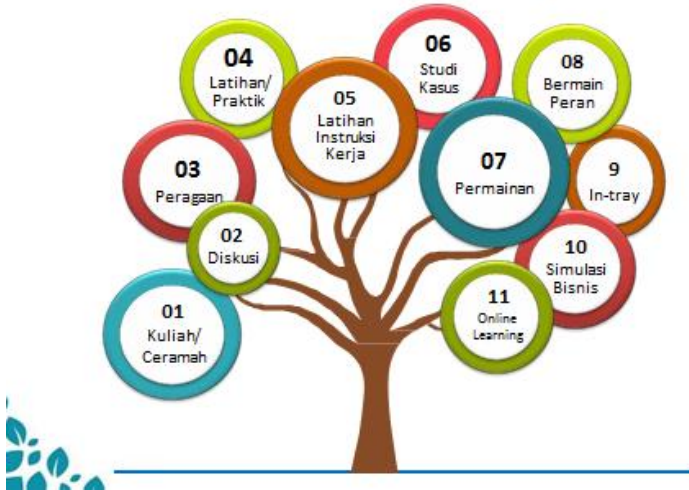 01
Kuliah/
Ceramah
02
Diskusi
03
Peragaan
04
Latihan/
Praktik
05
Latihan
Instruksi
Kerja
06
Studi
Kasus
07
Permainan
08
Bermain
Peran
9
In-tray
10
Simulasi
Bisnis
11
Online
Learning